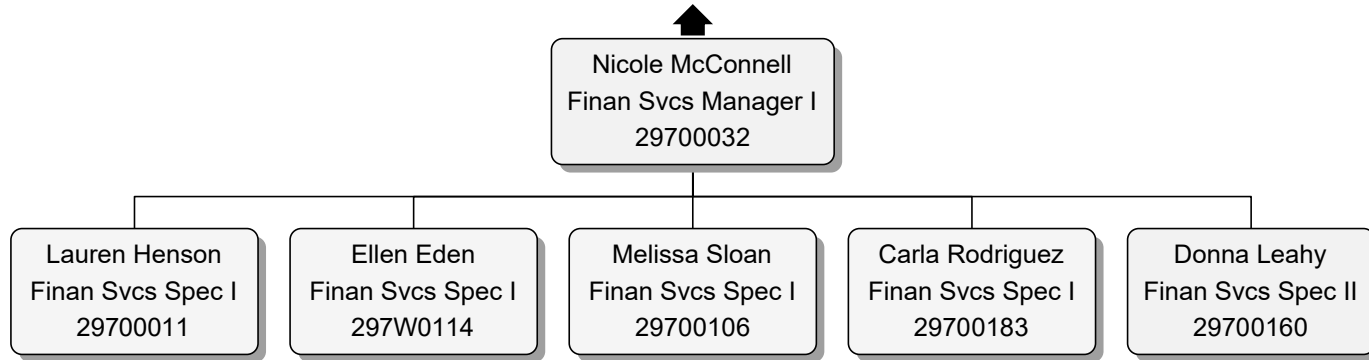 Nicole McConnell
Finan Svcs Manager I
29700032
Lauren Henson
Finan Svcs Spec I
29700011
Ellen Eden
Finan Svcs Spec I
297W0114
Melissa Sloan
Finan Svcs Spec I
29700106
Carla Rodriguez
Finan Svcs Spec I
29700183
Donna Leahy
Finan Svcs Spec II
29700160